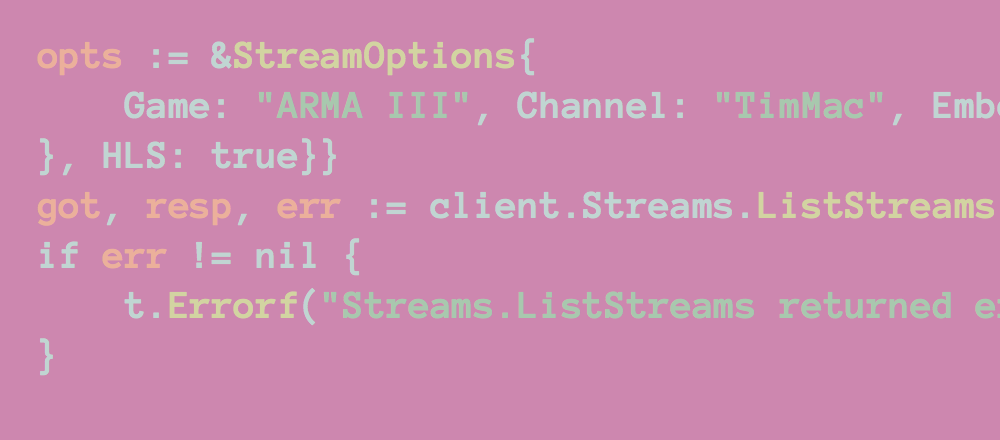 opts := &StreamOptions{
    Game: "ARMA III", Channel: "TimMac",
}, HLS: true}}
got, resp, err := client.Streams.ListStreams
if err != nil {
    t.Errorf("Streams.ListStreams returned
}